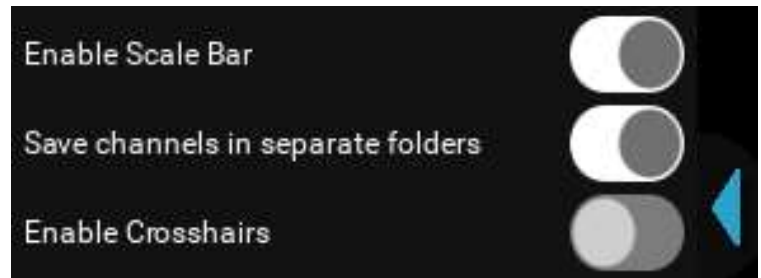 Enable Scale Bar
Save channels in separate folders
Enable Crosshairs